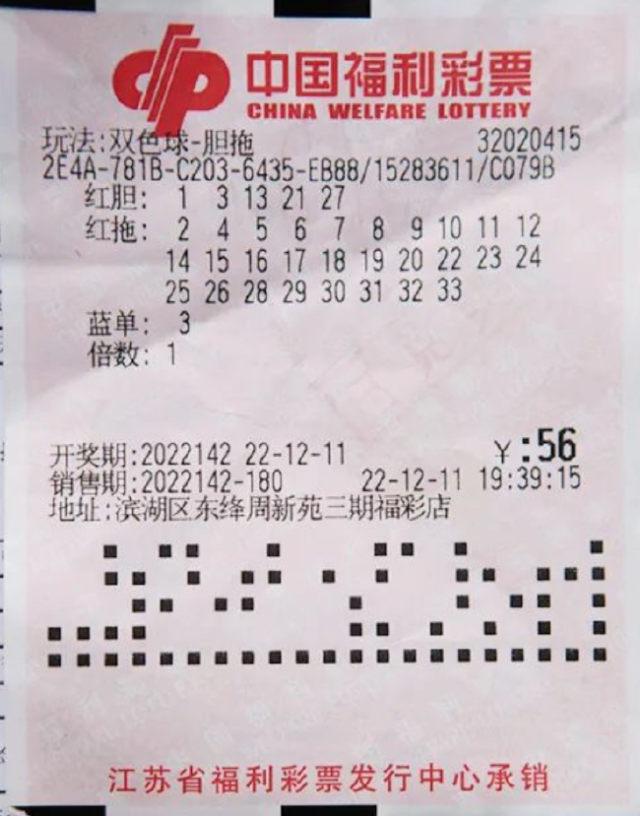 中国福利彩票
CHINA WELFARE LOTTERY
玩法:双色球-胆拖 32020415
2E4A-781B-C203-6435-EB88/15283611/C079B
红胆: 1 3 13 21 27
红拖: 2 4 5 6 7 8 9 10 11 12
14 15 16 17 18 19 20 22 23 24
25 26 28 29 30 31 32 33
蓝单: 3
倍数: 1
开奖期:2022142 22-12-11 ¥:56
销售期:2022142-180 22-12-11 19:39:15
地址:滨湖区东绛周新苑三期福彩店
江苏省福利彩票发行中心承销